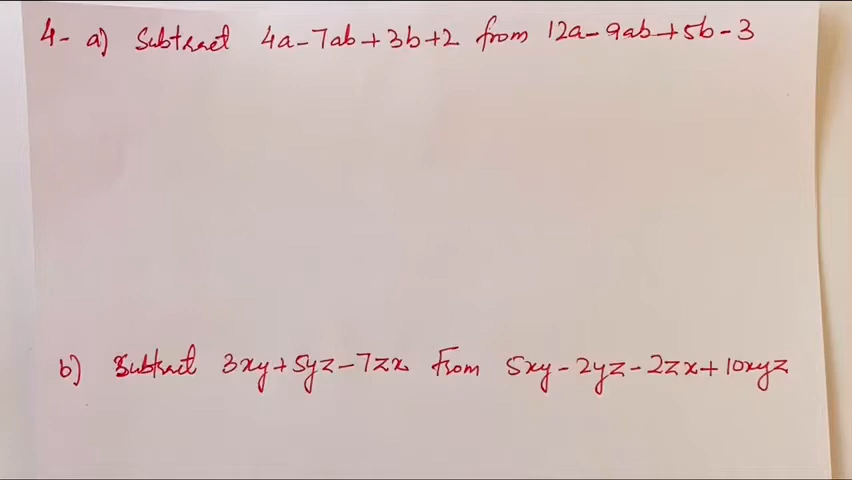 4- a) Subtract 4a-7ab+3b+2 from 12a-9ab+5b-3
b) Subtract 3xy+5yz-7zx From 5xy-2yz-2zx+10xyz